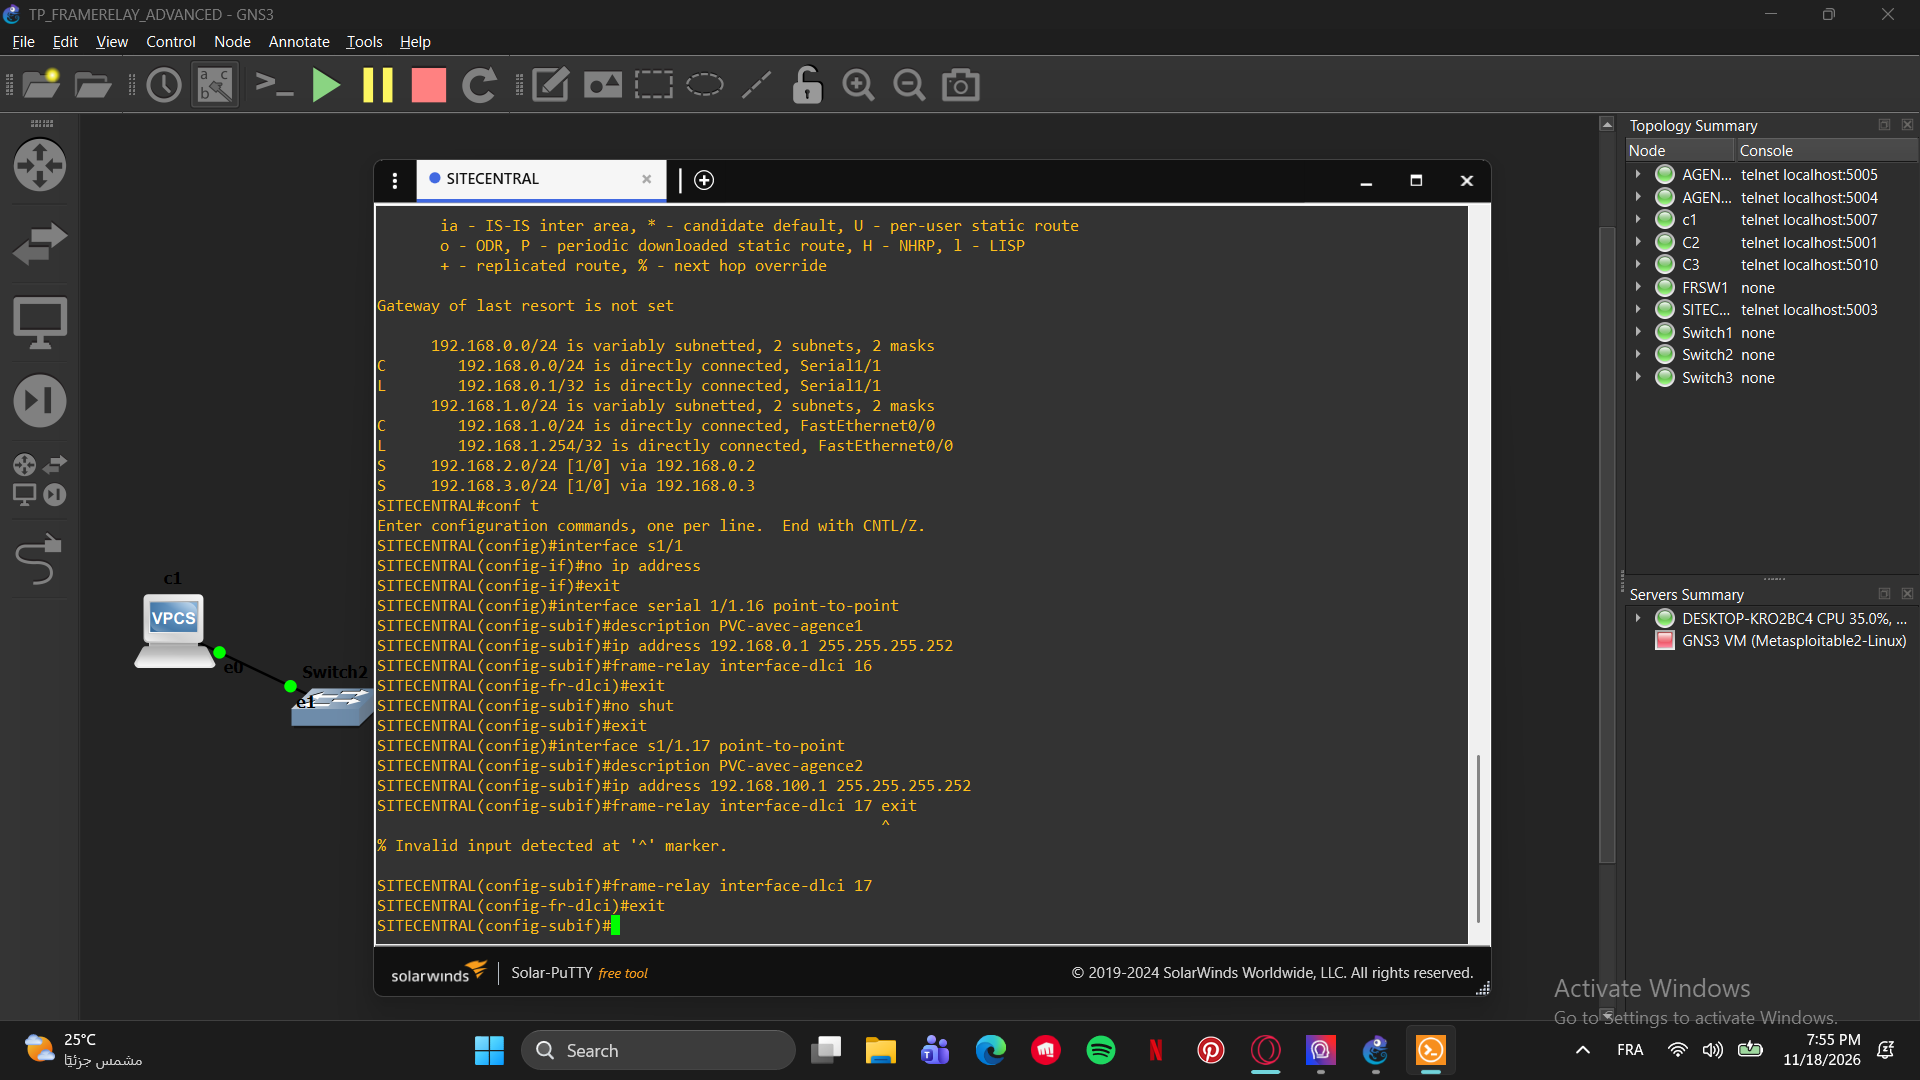 TP_FRAMERELAY_ADVANCED - GNS3
File Edit View Control Node Annotate Tools Help
Topology Summary
Node Console
AGEN... telnet localhost:5005
AGEN... telnet localhost:5004
c1 telnet localhost:5007
C2 telnet localhost:5001
C3 telnet localhost:5010
FRSW1 none
SITEC... telnet localhost:5003
Switch1 none
Switch2 none
Switch3 none
Servers Summary
DESKTOP-KRO2BC4 CPU 35.0%, ...
GNS3 VM (Metasploitable2-Linux)
c1
VPCS
e0
Switch2
e1
SITECENTRAL
ia - IS-IS inter area, * - candidate default, U - per-user static route
o - ODR, P - periodic downloaded static route, H - NHRP, l - LISP
+ - replicated route, % - next hop override
Gateway of last resort is not set
192.168.0.0/24 is variably subnetted, 2 subnets, 2 masks
C 192.168.0.0/24 is directly connected, Serial1/1
L 192.168.0.1/32 is directly connected, Serial1/1
192.168.1.0/24 is variably subnetted, 2 subnets, 2 masks
C 192.168.1.0/24 is directly connected, FastEthernet0/0
L 192.168.1.254/32 is directly connected, FastEthernet0/0
S 192.168.2.0/24 [1/0] via 192.168.0.2
S 192.168.3.0/24 [1/0] via 192.168.0.3
SITECENTRAL#conf t
Enter configuration commands, one per line. End with CNTL/Z.
SITECENTRAL(config)#interface s1/1
SITECENTRAL(config-if)#no ip address
SITECENTRAL(config-if)#exit
SITECENTRAL(config)#interface serial 1/1.16 point-to-point
SITECENTRAL(config-subif)#description PVC-avec-agence1
SITECENTRAL(config-subif)#ip address 192.168.0.1 255.255.255.252
SITECENTRAL(config-subif)#frame-relay interface-dlci 16
SITECENTRAL(config-fr-dlci)#exit
SITECENTRAL(config-subif)#no shut
SITECENTRAL(config-subif)#exit
SITECENTRAL(config)#interface s1/1.17 point-to-point
SITECENTRAL(config-subif)#description PVC-avec-agence2
SITECENTRAL(config-subif)#ip address 192.168.100.1 255.255.255.252
SITECENTRAL(config-subif)#frame-relay interface-dlci 17 exit
^
% Invalid input detected at '^' marker.
SITECENTRAL(config-subif)#frame-relay interface-dlci 17
SITECENTRAL(config-fr-dlci)#exit
SITECENTRAL(config-subif)#
solarwinds Solar-PuTTY free tool © 2019-2024 SolarWinds Worldwide, LLC. All rights reserved.
Activate Windows
Go to Settings to activate Windows.
25°C
مشمس جزئيًا
Search
FRA
7:55 PM
11/18/2026